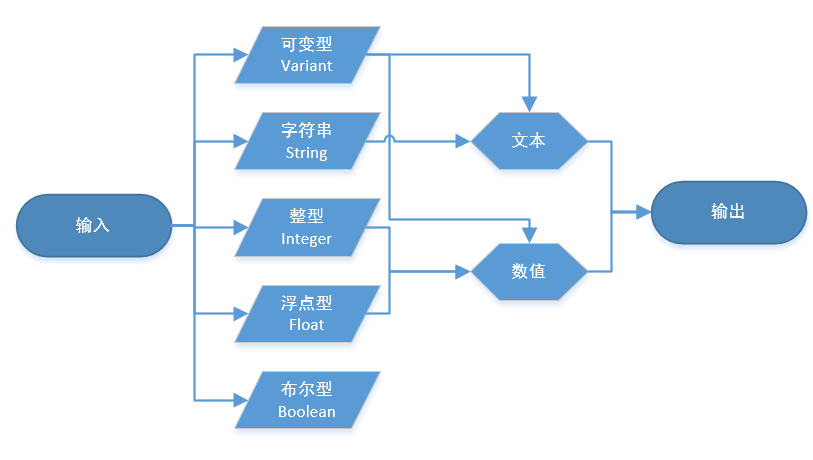 可变型
Variant
字符串
String
文本
整型
Integer
输入
输出
浮点型
Float
数值
布尔型
Boolean